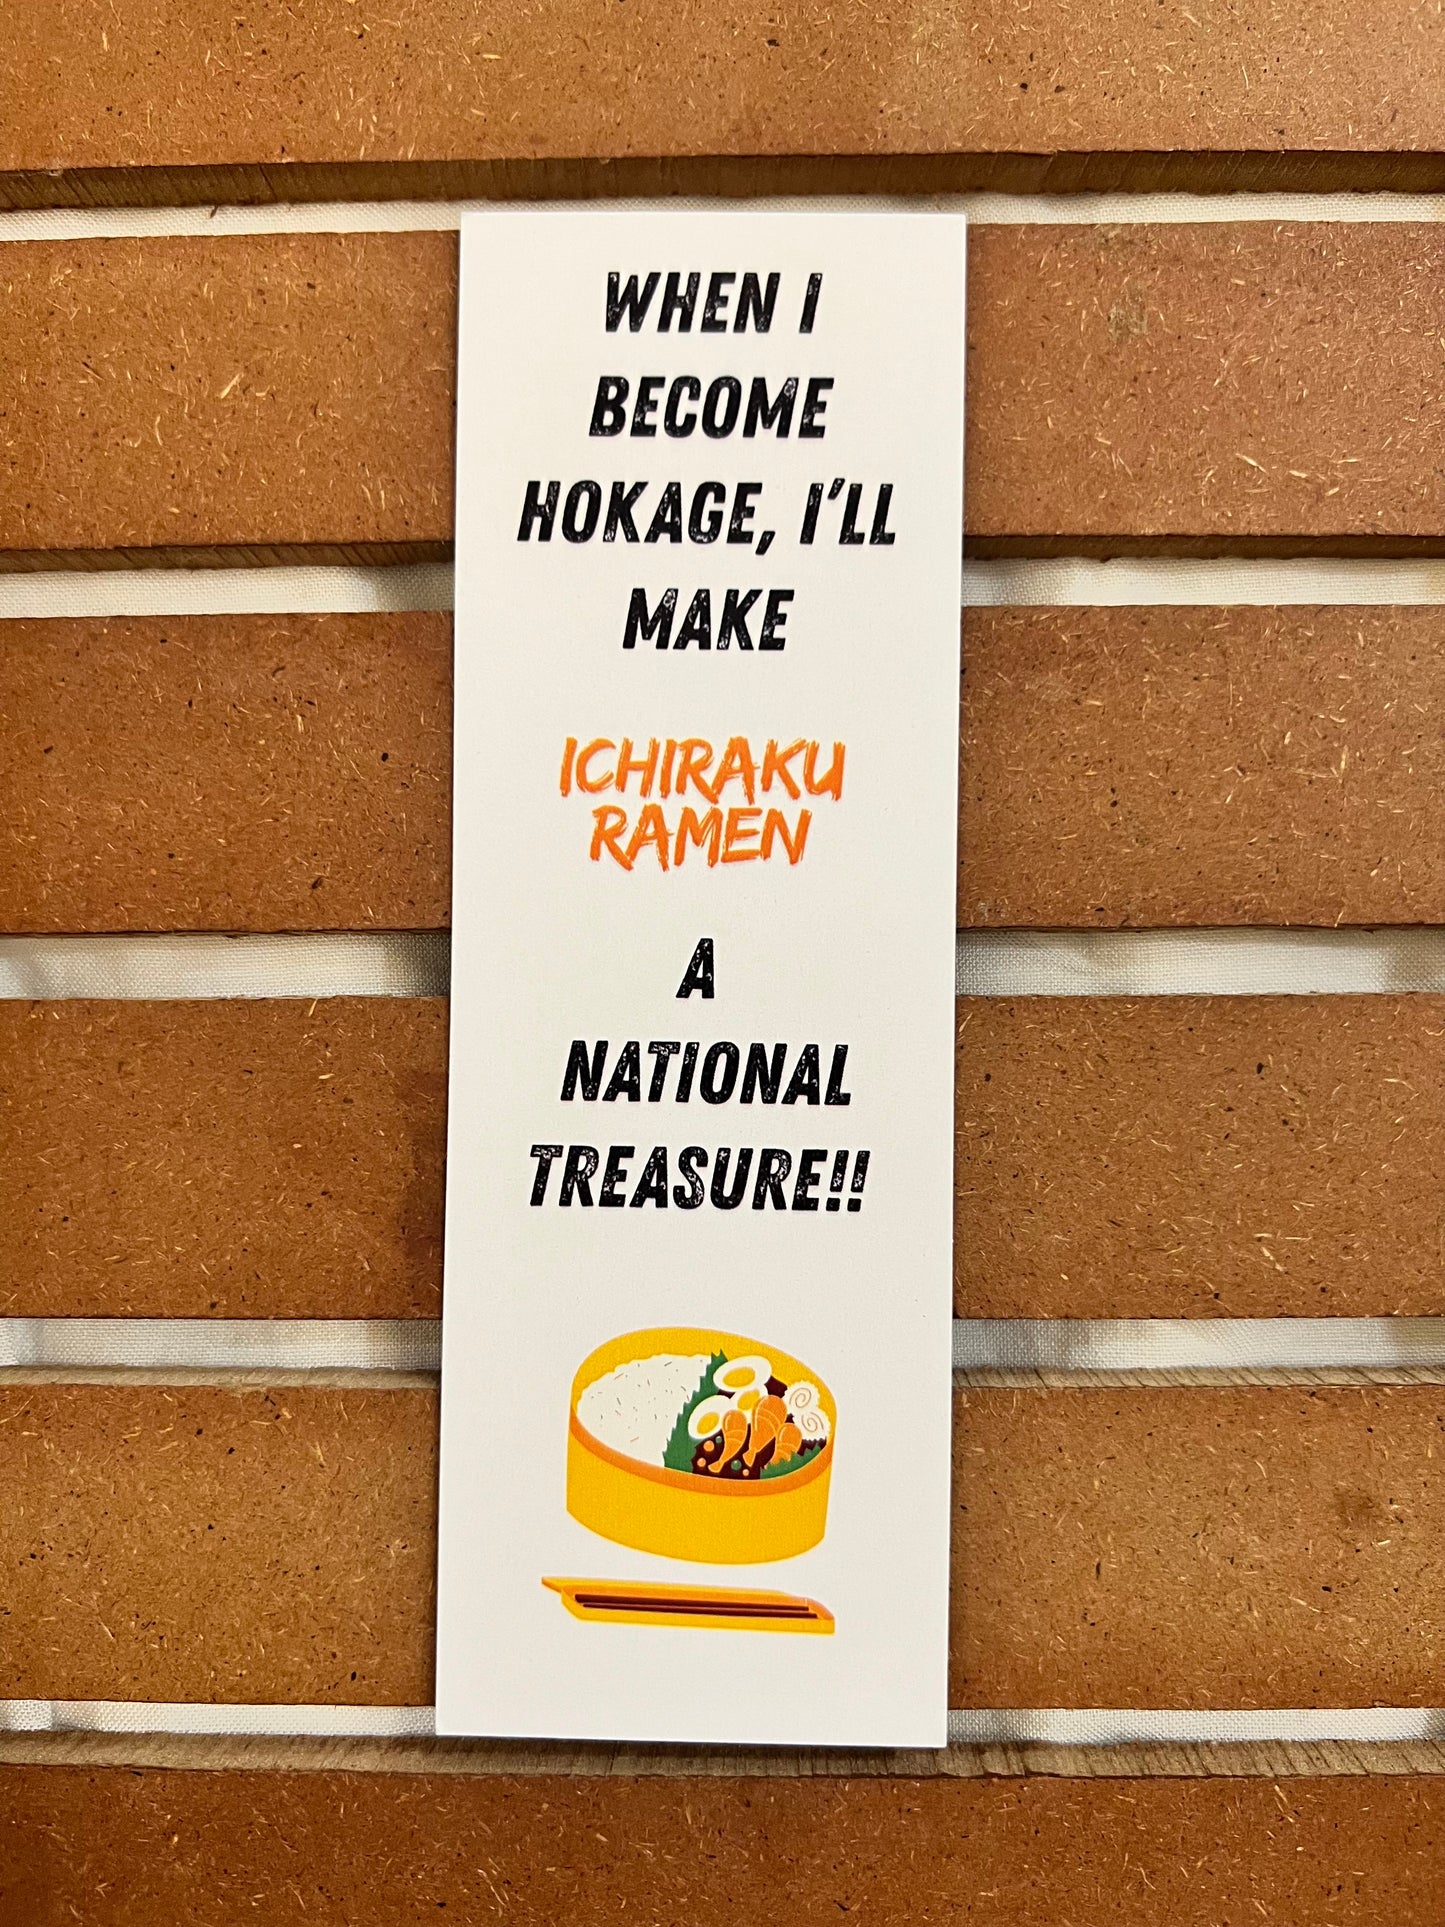 WHEN I
BECOME
HOKAGE, I'LL
MAKE
ICHIRAKU
RAMEN
A
NATIONAL
TREASURE!!